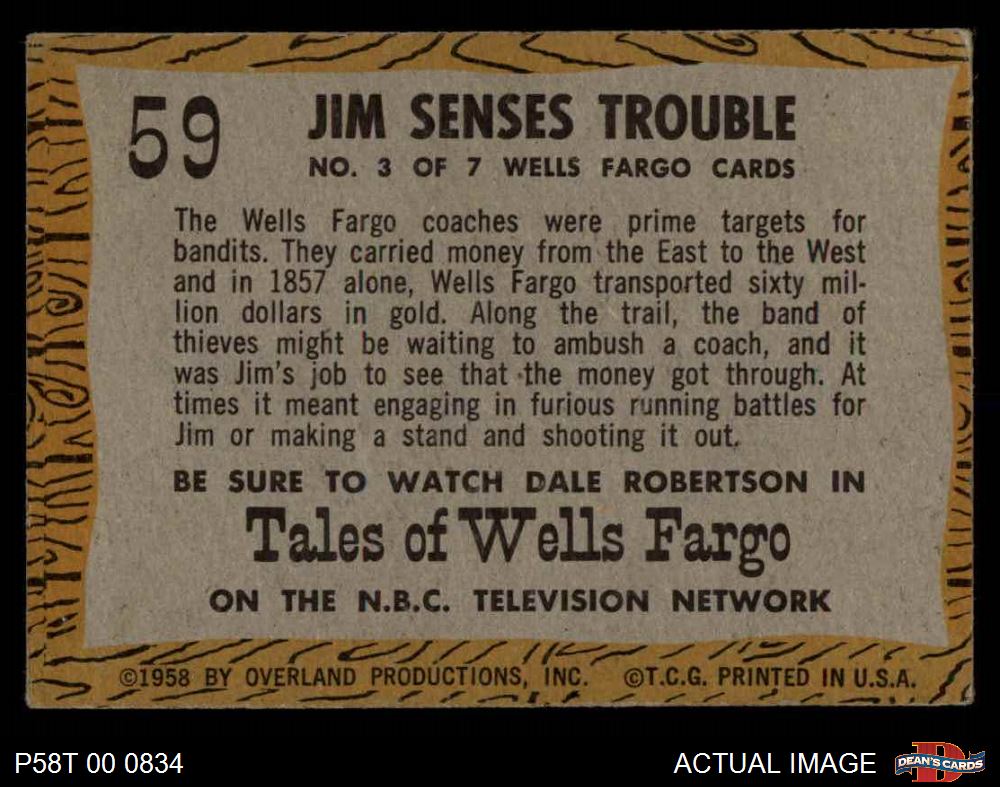 59
JIM SENSES TROUBLE
NO. 3 OF 7 WELLS FARGO CARDS
The Wells Fargo coaches were prime targets for
bandits. They carried money from the East to the West
and in 1857 alone, Wells Fargo transported sixty mil-
lion dollars in gold. Along the trail, the band of
thieves might be waiting to ambush a coach, and it
was Jim's job to see that the money got through. At
times it meant engaging in furious running battles for
Jim or making a stand and shooting it out.
BE SURE TO WATCH DALE ROBERTSON IN
Tales of Wells Fargo
ON THE N.B.C. TELEVISION NETWORK
©1958 BY OVERLAND PRODUCTIONS, INC. ©T.C.G. PRINTED IN U.S.A.
P58T 00 0834
ACTUAL IMAGE
D
DEAN'S CARDS